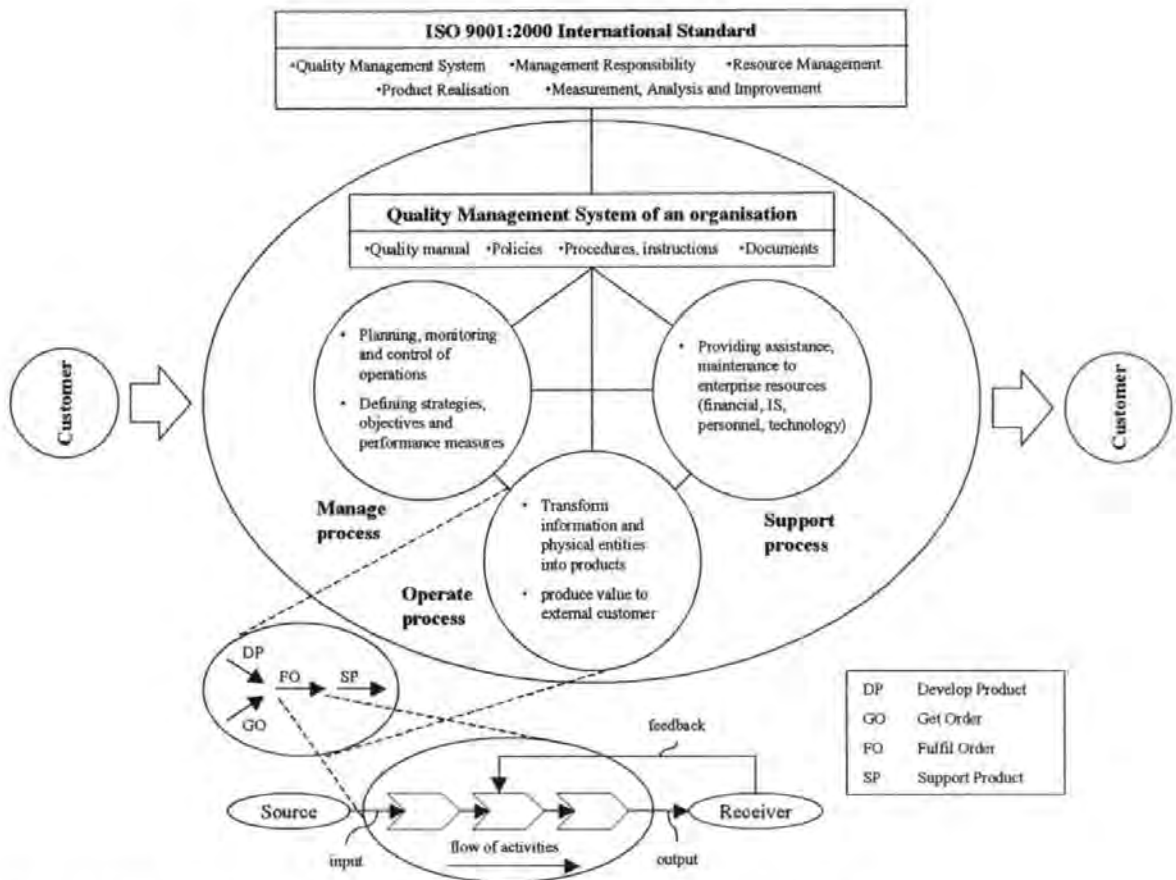 ISO 9001:2000 International Standard
•Quality Management System •Management Responsibility •Resource Management
•Product Realisation •Measurement, Analysis and Improvement
Quality Management System of an organisation
•Quality manual •Policies •Procedures, instructions •Documents
Customer
• Planning, monitoring
and control of
operations
• Defining strategies,
objectives and
performance measures
Manage
process
• Providing assistance,
maintenance to
enterprise resources
(financial, IS,
personnel, technology)
Support
process
• Transform
information and
physical entities
into products
• produce value to
external customer
Operate
process
Customer
DP
FO SP
GO
DP Develop Product
GO Get Order
FO Fulfil Order
SP Support Product
feedback
Source
Receiver
input
flow of activities
output